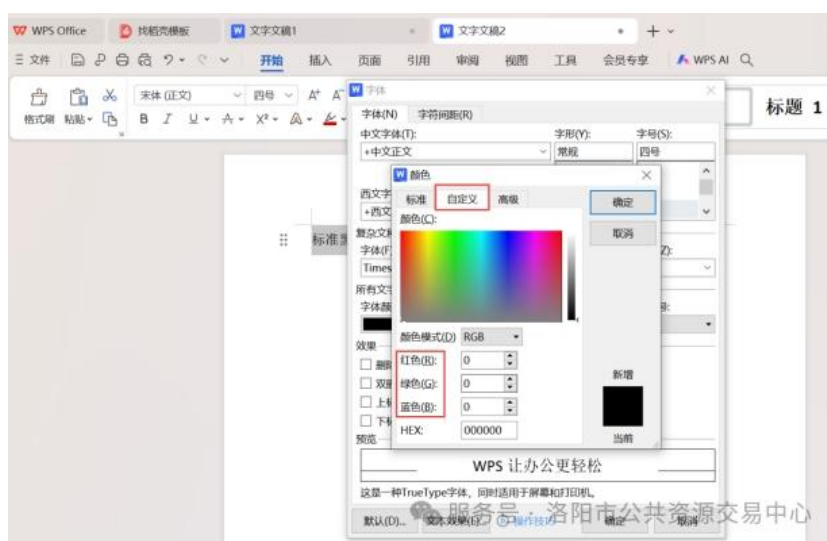 WPS Office 找稻壳模板 文字文稿1 文字文稿2
文件 开始 插入 页面 引用 审阅 视图 工具 会员专享 WPS AI
格式刷 粘贴 宋体 (正文) 四号 A⁺ A⁻ 标题 1
B I U A X² A
字体
字体(N) 字符间距(R)
中文字体(T): 字形(Y): 字号(S):
+中文正文 常规 四号
颜色
西文字
标准 自定义 高级 确定
+西文
颜色(C):
复杂文 取消
标准
字体(F Z):
Times
所有文字
字体颜 号:
颜色模式(D) RGB
效果
红色(R): 0
删除
绿色(G): 0 新增
双删
蓝色(B): 0
上标
下标
HEX: 000000 当前
预览
WPS 让办公更轻松
这是一种TrueType字体，同时适用于屏幕和打印机。
默认(D)... 文本效果(E)... 操作技巧 确定 取消
服务号 · 洛阳市公共资源交易中心